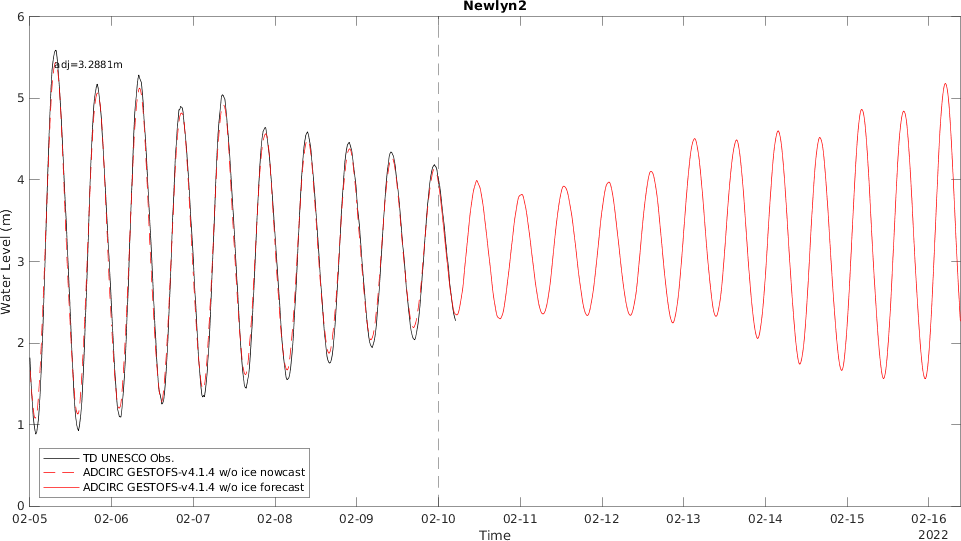 Newlyn2
6
5
4
3
2
1
0
Water Level (m)
adj=3.2881m
TD UNESCO Obs.
ADCIRC GESTOFS-v4.1.4 w/o ice nowcast
ADCIRC GESTOFS-v4.1.4 w/o ice forecast
02-05 02-06 02-07 02-08 02-09 02-10 02-11 02-12 02-13 02-14 02-15 02-16
Time
2022